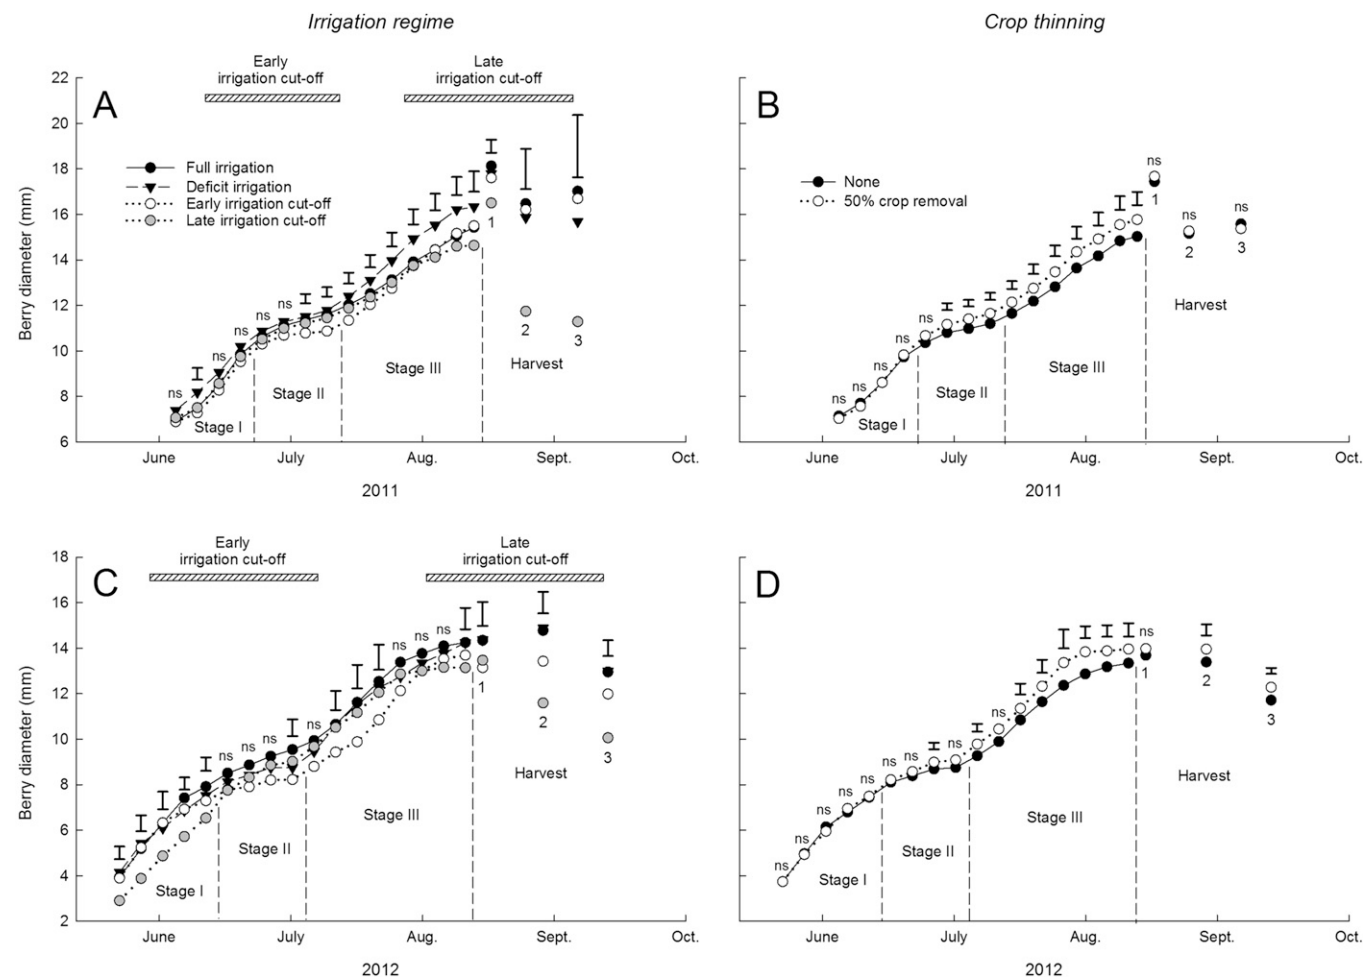 Irrigation regime
Crop thinning
Early
irrigation cut-off
Late
irrigation cut-off
A
22
20
18
16
14
12
10
8
6
Berry diameter (mm)
Full irrigation
Deficit irrigation
Early irrigation cut-off
Late irrigation cut-off
ns
ns
ns
ns
ns
1
2
3
Stage I
Stage II
Stage III
Harvest
June
July
Aug.
Sept.
Oct.
2011
B
None
50% crop removal
ns
ns
ns
ns
ns
ns
ns
ns
1
2
3
Stage I
Stage II
Stage III
Harvest
June
July
Aug.
Sept.
Oct.
2011
Early
irrigation cut-off
Late
irrigation cut-off
C
18
16
14
12
10
8
6
4
2
Berry diameter (mm)
ns
ns
ns
ns
ns
ns
ns
1
2
3
Stage I
Stage II
Stage III
Harvest
June
July
Aug.
Sept.
Oct.
2012
D
ns
ns
ns
ns
ns
ns
ns
ns
ns
1
2
3
Stage I
Stage II
Stage III
Harvest
June
July
Aug.
Sept.
Oct.
2012